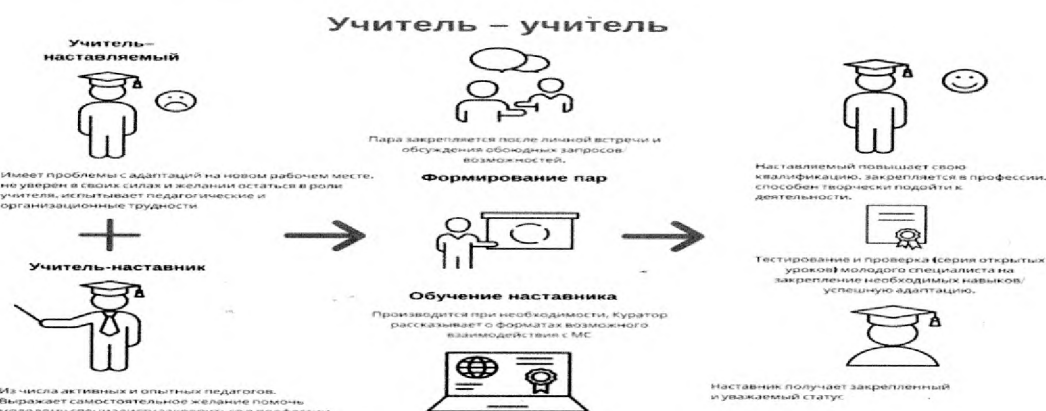 Учитель – учитель
Учитель–
наставляемый
Имеет проблемы с адаптаций на новом рабочем месте,
не уверен в своих силах и желании остаться в роли
учителя, испытывает педагогические и
организационные трудности
Учитель-наставник
Из числа активных и опытных педагогов.
Выражает самостоятельное желание помочь
Пара закрепляется после личной встречи и
обсуждения обоюдных запросов/
возможностей.
Формирование пар
Обучение наставника
Производится при необходимости, Куратор
рассказывает о форматах возможного
взаимодействия с МС
Наставляемый повышает свою
квалификацию, закрепляется в профессии,
способен творчески подойти к
деятельности.
Тестирование и проверка (серия открытых
уроков) молодого специалиста на
закрепление необходимых навыков/
успешную адаптацию.
Наставник получает закрепленный
и уважаемый статус